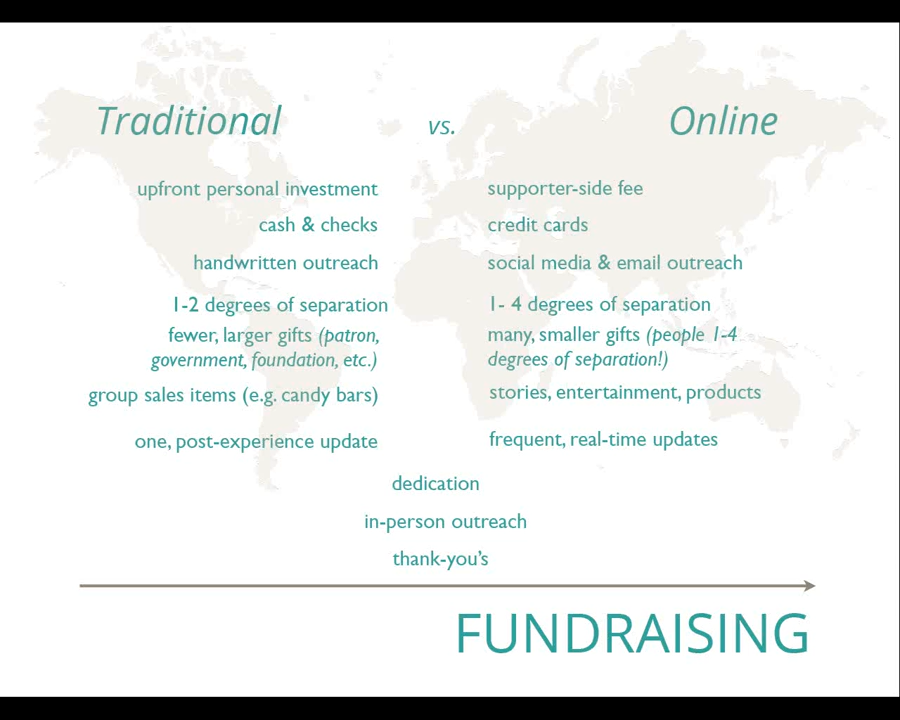 Traditional vs. Online
upfront personal investment
supporter-side fee
cash & checks
credit cards
handwritten outreach
social media & email outreach
1-2 degrees of separation
1- 4 degrees of separation
fewer, larger gifts (patron,
government, foundation, etc.)
many, smaller gifts (people 1-4
degrees of separation!)
group sales items (e.g. candy bars)
stories, entertainment, products
one, post-experience update
frequent, real-time updates
dedication
in-person outreach
thank-you's
FUNDRAISING